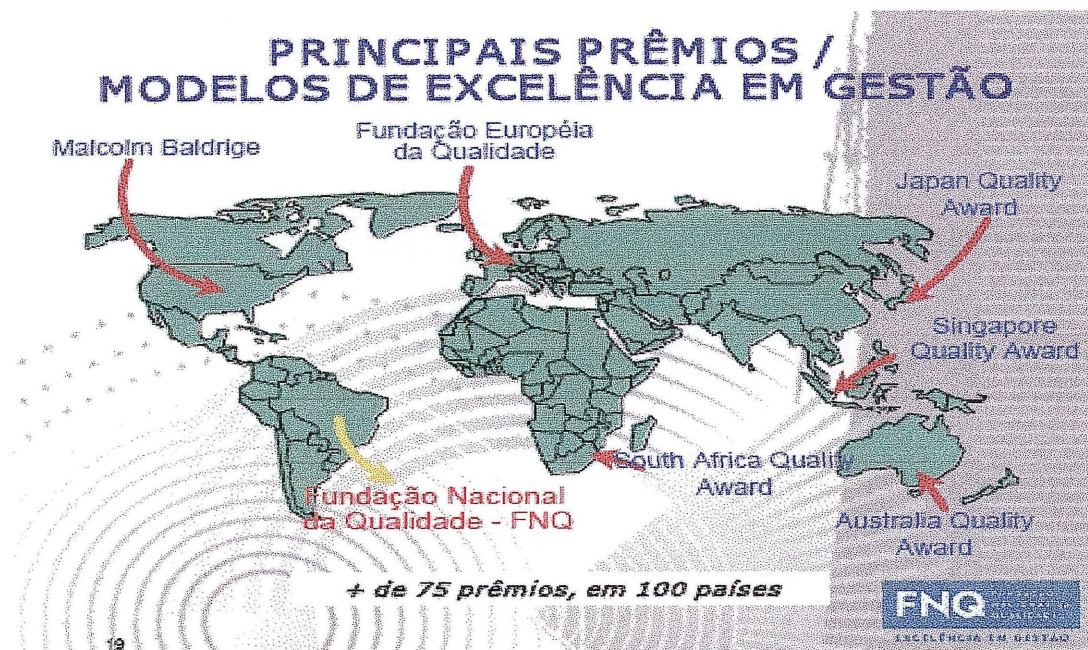 PRINCIPAIS PRÊMIOS /
MODELOS DE EXCELÊNCIA EM GESTÃO
Malcolm Baldrige
Fundação Européia
da Qualidade
Japan Quality
Award
Singapore
Quality Award
South Africa Quality
Award
Fundação Nacional
da Qualidade - FNQ
Australia Quality
Award
+ de 75 prêmios, em 100 países
FNQ
EXCELÊNCIA EM GESTÃO
19